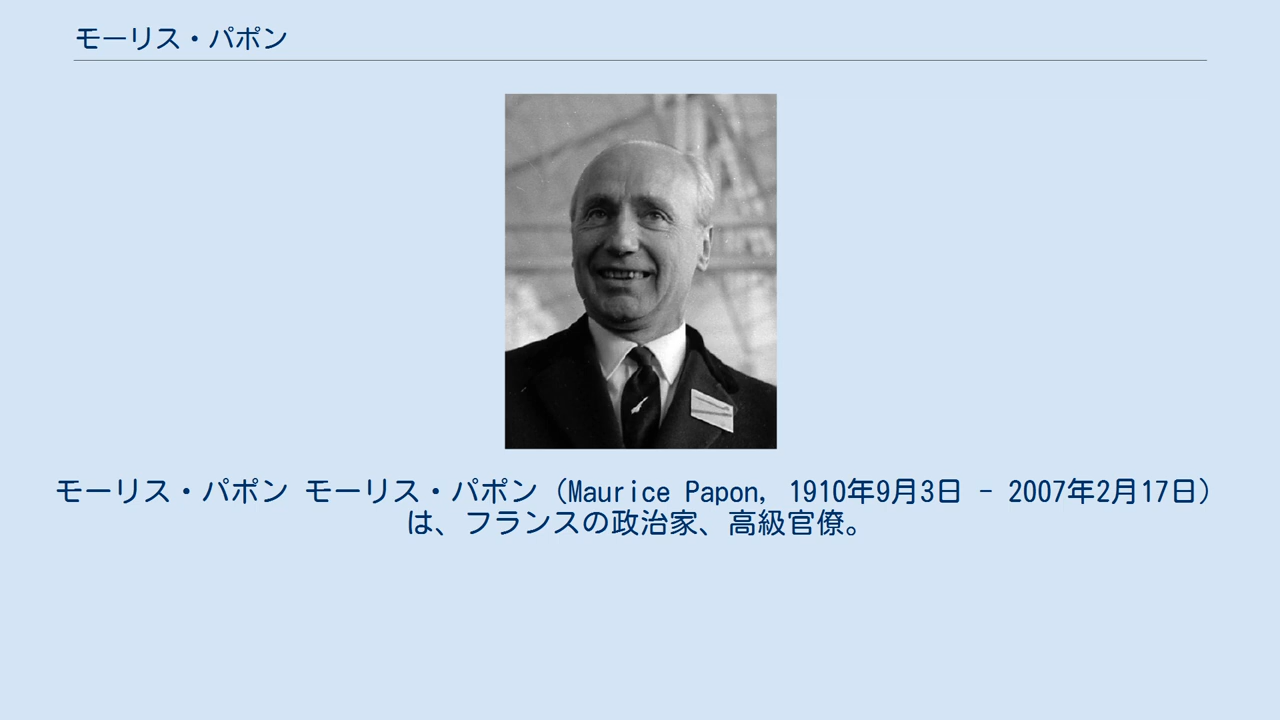 モーリス・パポン
モーリス・パポン モーリス・パポン（Maurice Papon, 1910年9月3日 - 2007年2月17日）
は、フランスの政治家、高級官僚。